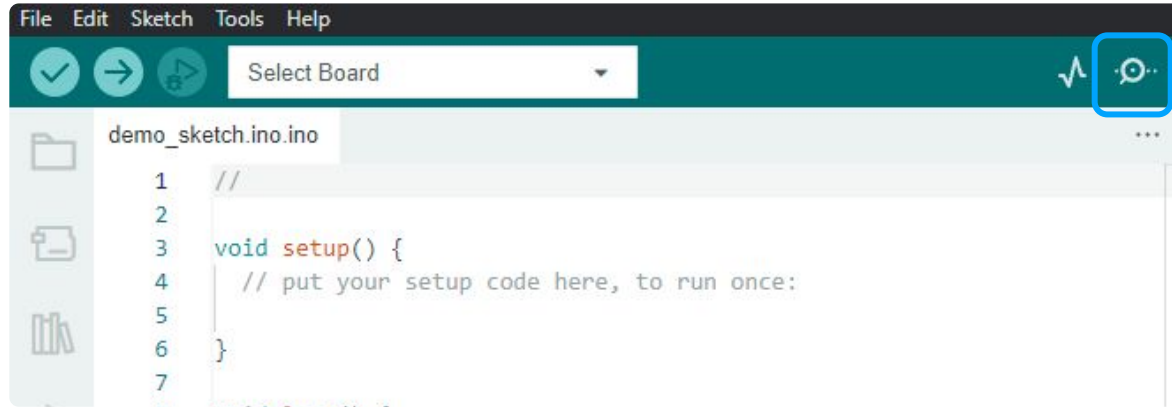 File Edit Sketch Tools Help
Select Board
demo_sketch.ino.ino
1 //
2
3 void setup() {
4 // put your setup code here, to run once:
5
6 }
7